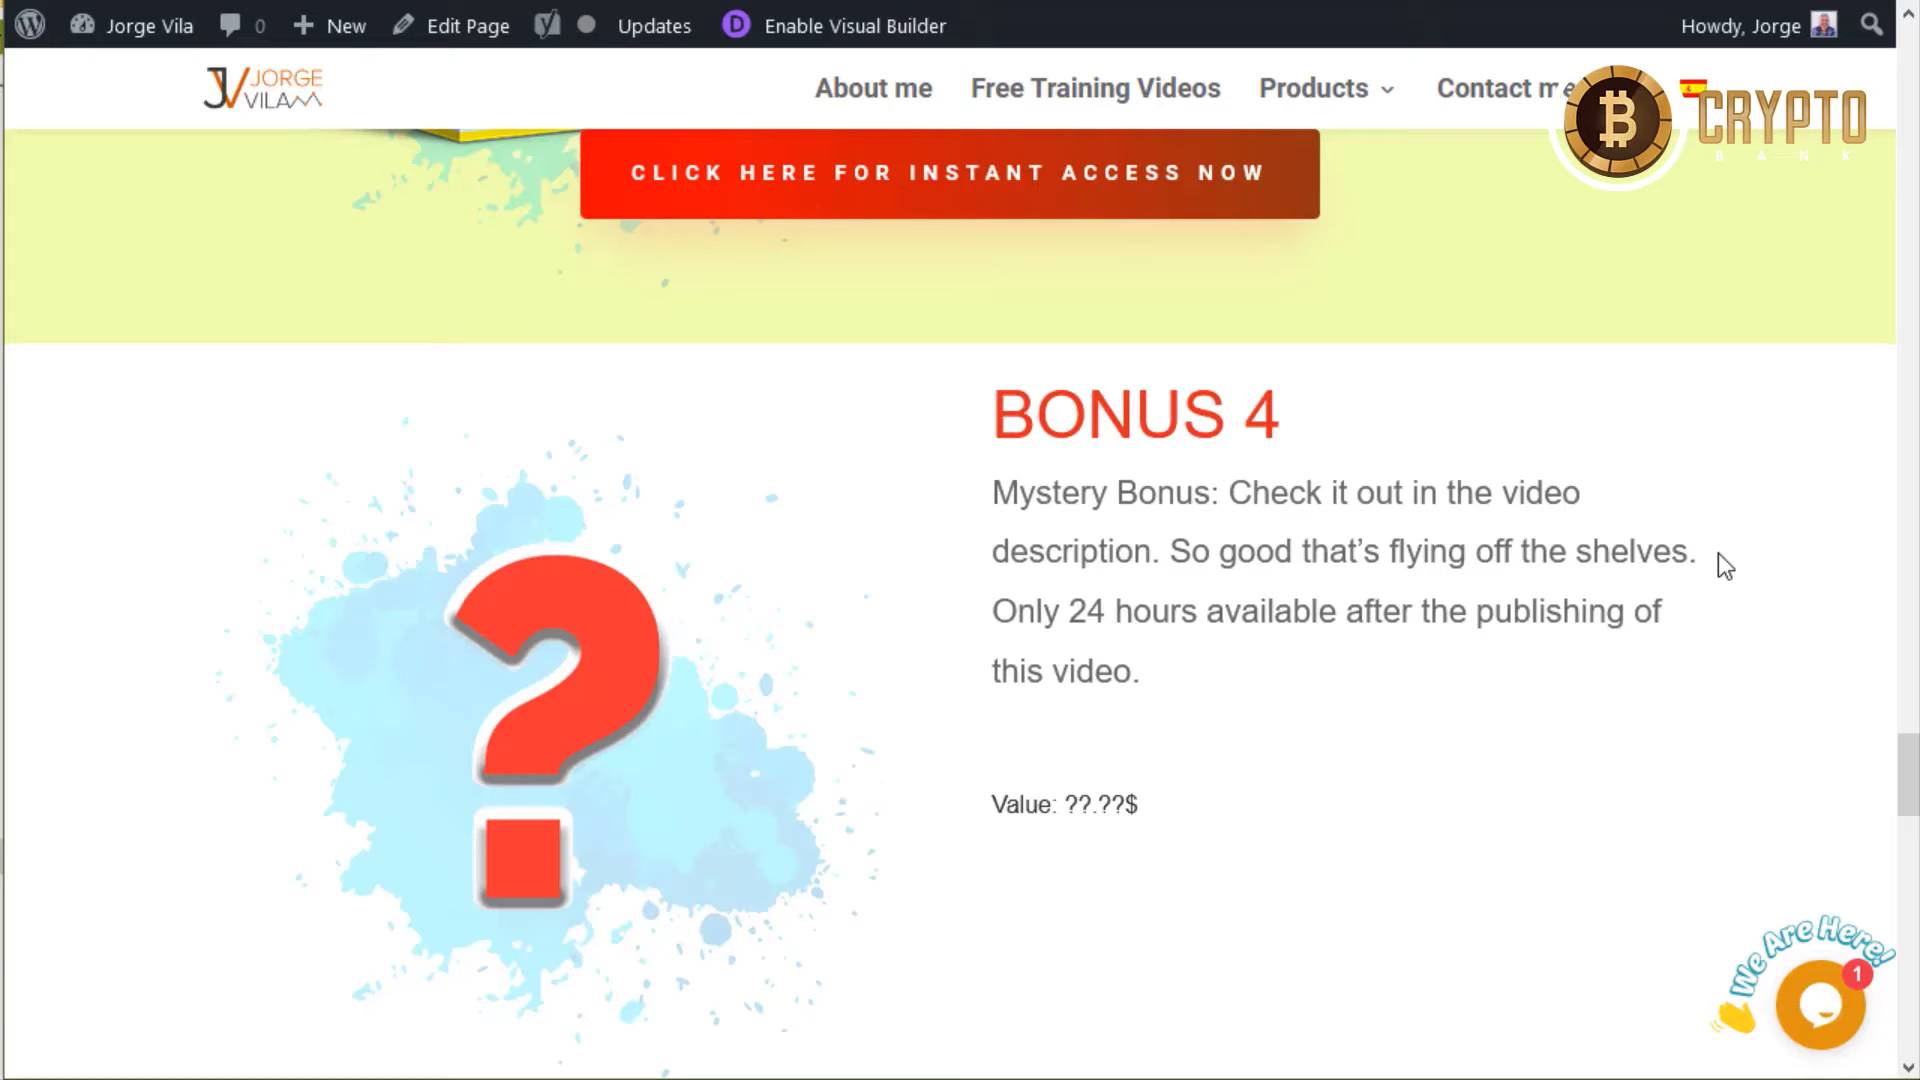 Jorge Vila 0 New Edit Page Updates D Enable Visual Builder Howdy, Jorge
JV JORGE VILA
About me Free Training Videos Products Contact me
CRYPTO
BANK
CLICK HERE FOR INSTANT ACCESS NOW
BONUS 4
Mystery Bonus: Check it out in the video
description. So good that’s flying off the shelves.
Only 24 hours available after the publishing of
this video.
Value: ??.??$
?
We Are Here!
1